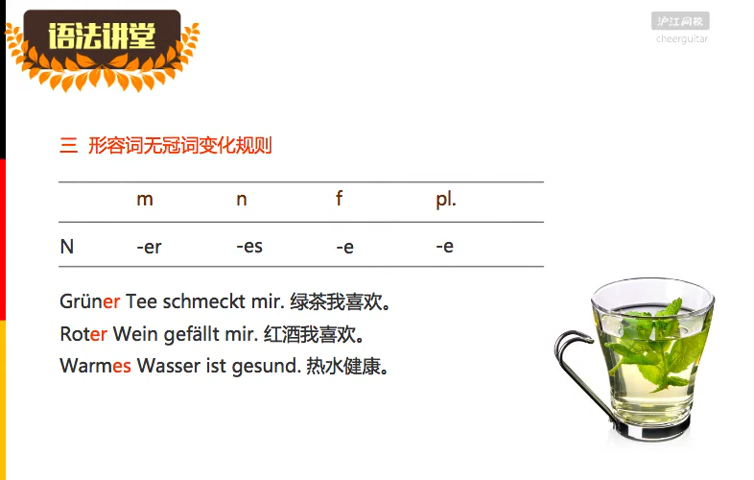 语法讲堂
沪江网校
cheerguitar
三 形容词无冠词变化规则
m n f pl.
N -er -es -e -e
Grüner Tee schmeckt mir. 绿茶我喜欢。
Roter Wein gefällt mir. 红酒我喜欢。
Warmes Wasser ist gesund. 热水健康。